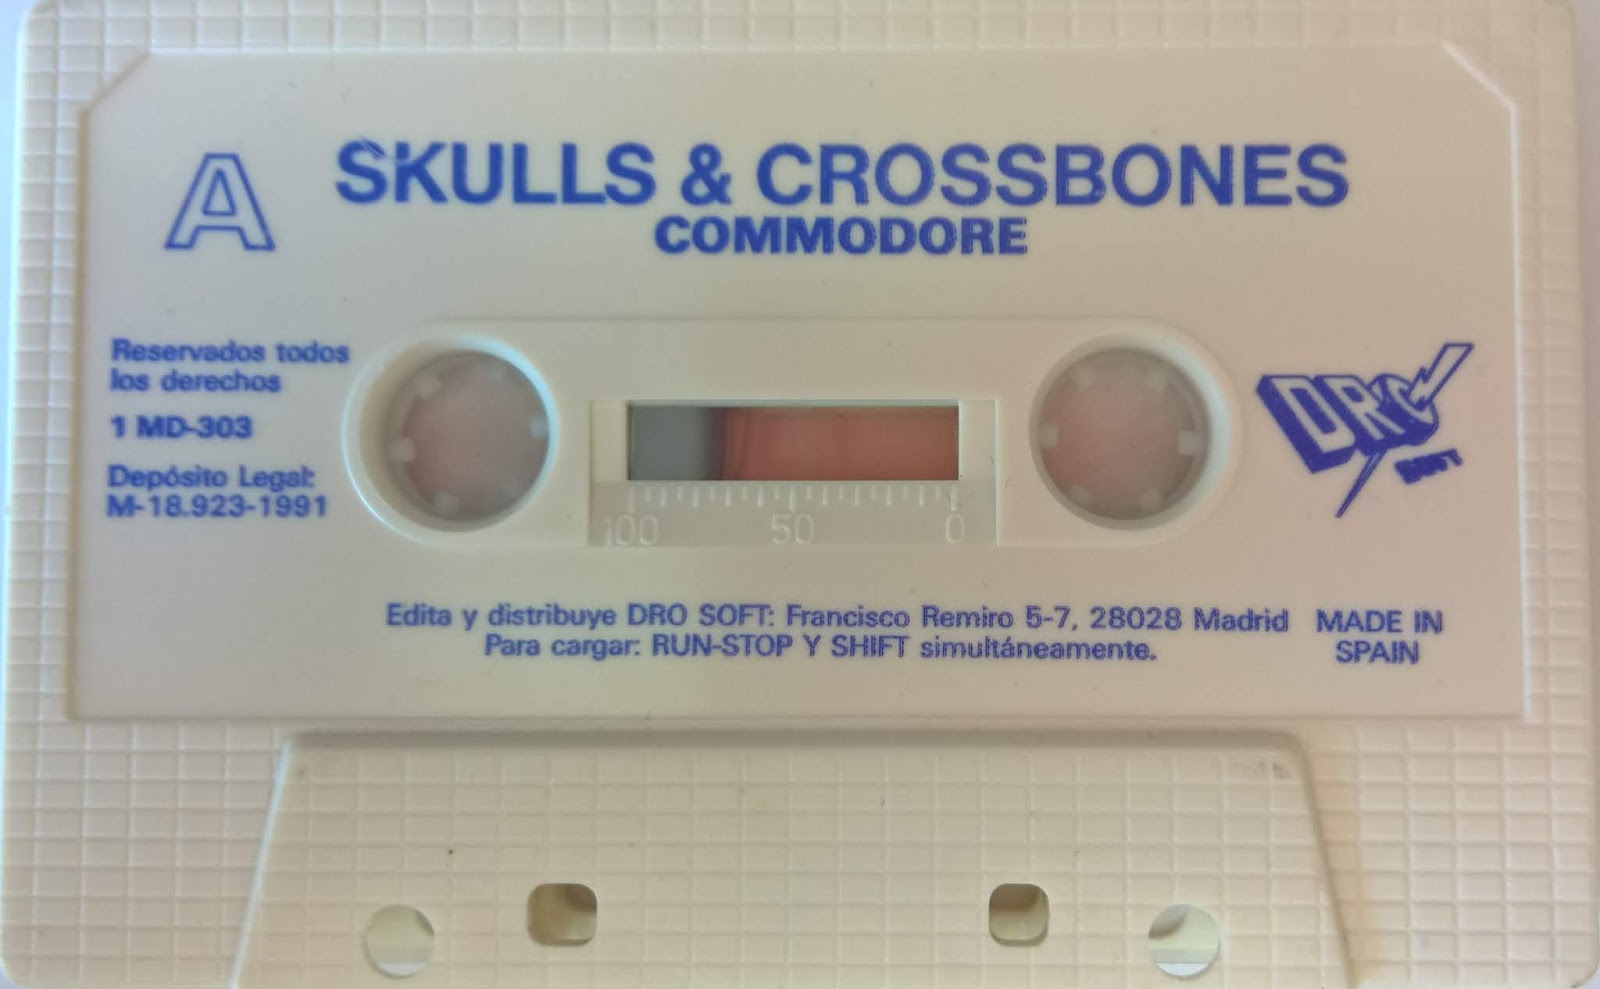 A
SKULLS & CROSSBONES
COMMODORE
Reservados todos
los derechos
1 MD-303
Depósito Legal:
M-18.923-1991
DRO
SOFT
100 50 0
Edita y distribuye DRO SOFT: Francisco Remiro 5-7, 28028 Madrid
Para cargar: RUN-STOP Y SHIFT simultáneamente.
MADE IN
SPAIN